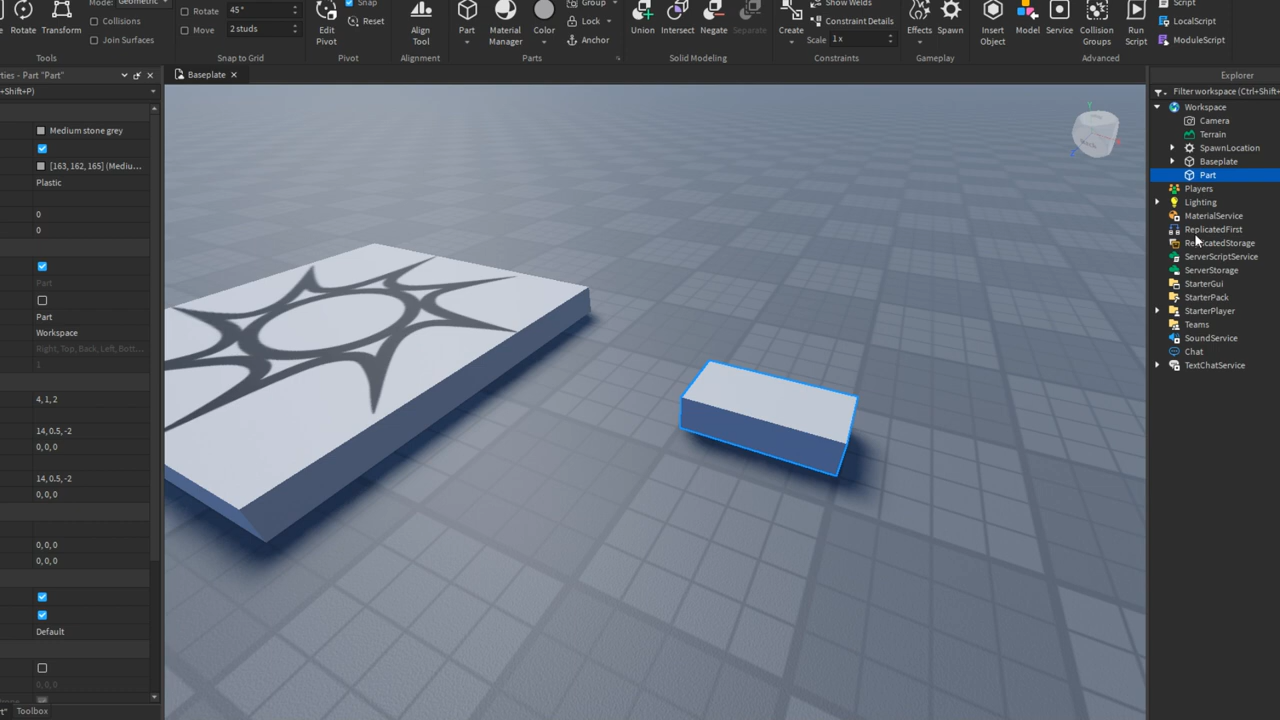 Rotate
Transform
Mode:
Geometric
Collisions
Join Surfaces
Tools
Rotate
45°
Move
2 studs
Snap to Grid
Edit
Pivot
Snap
Reset
Pivot
Align
Tool
Alignment
Part
Material
Manager
Color
Group
Lock
Anchor
Parts
Union
Intersect
Negate
Separate
Solid Modeling
Create
Show Welds
Constraint Details
Scale
1 x
Constraints
Effects
Spawn
Gameplay
Insert
Object
Model
Service
Collision
Groups
Run
Script
Script
LocalScript
ModuleScript
Advanced
ties - Part "Part"
+Shift+P)
Medium stone grey
[163, 162, 165] (Mediu...
Plastic
0
0
Part
Part
Workspace
Right, Top, Back, Left, Bott...
1
4, 1, 2
14, 0.5, -2
0, 0, 0
14, 0.5, -2
0, 0, 0
0, 0, 0
0, 0, 0
Default
0, 0, 0
Toolbox
Baseplate
Back
Explorer
Filter workspace (Ctrl+Shift+
Workspace
Camera
Terrain
SpawnLocation
Baseplate
Part
Players
Lighting
MaterialService
ReplicatedFirst
ReplicatedStorage
ServerScriptService
ServerStorage
StarterGui
StarterPack
StarterPlayer
Teams
SoundService
Chat
TextChatService